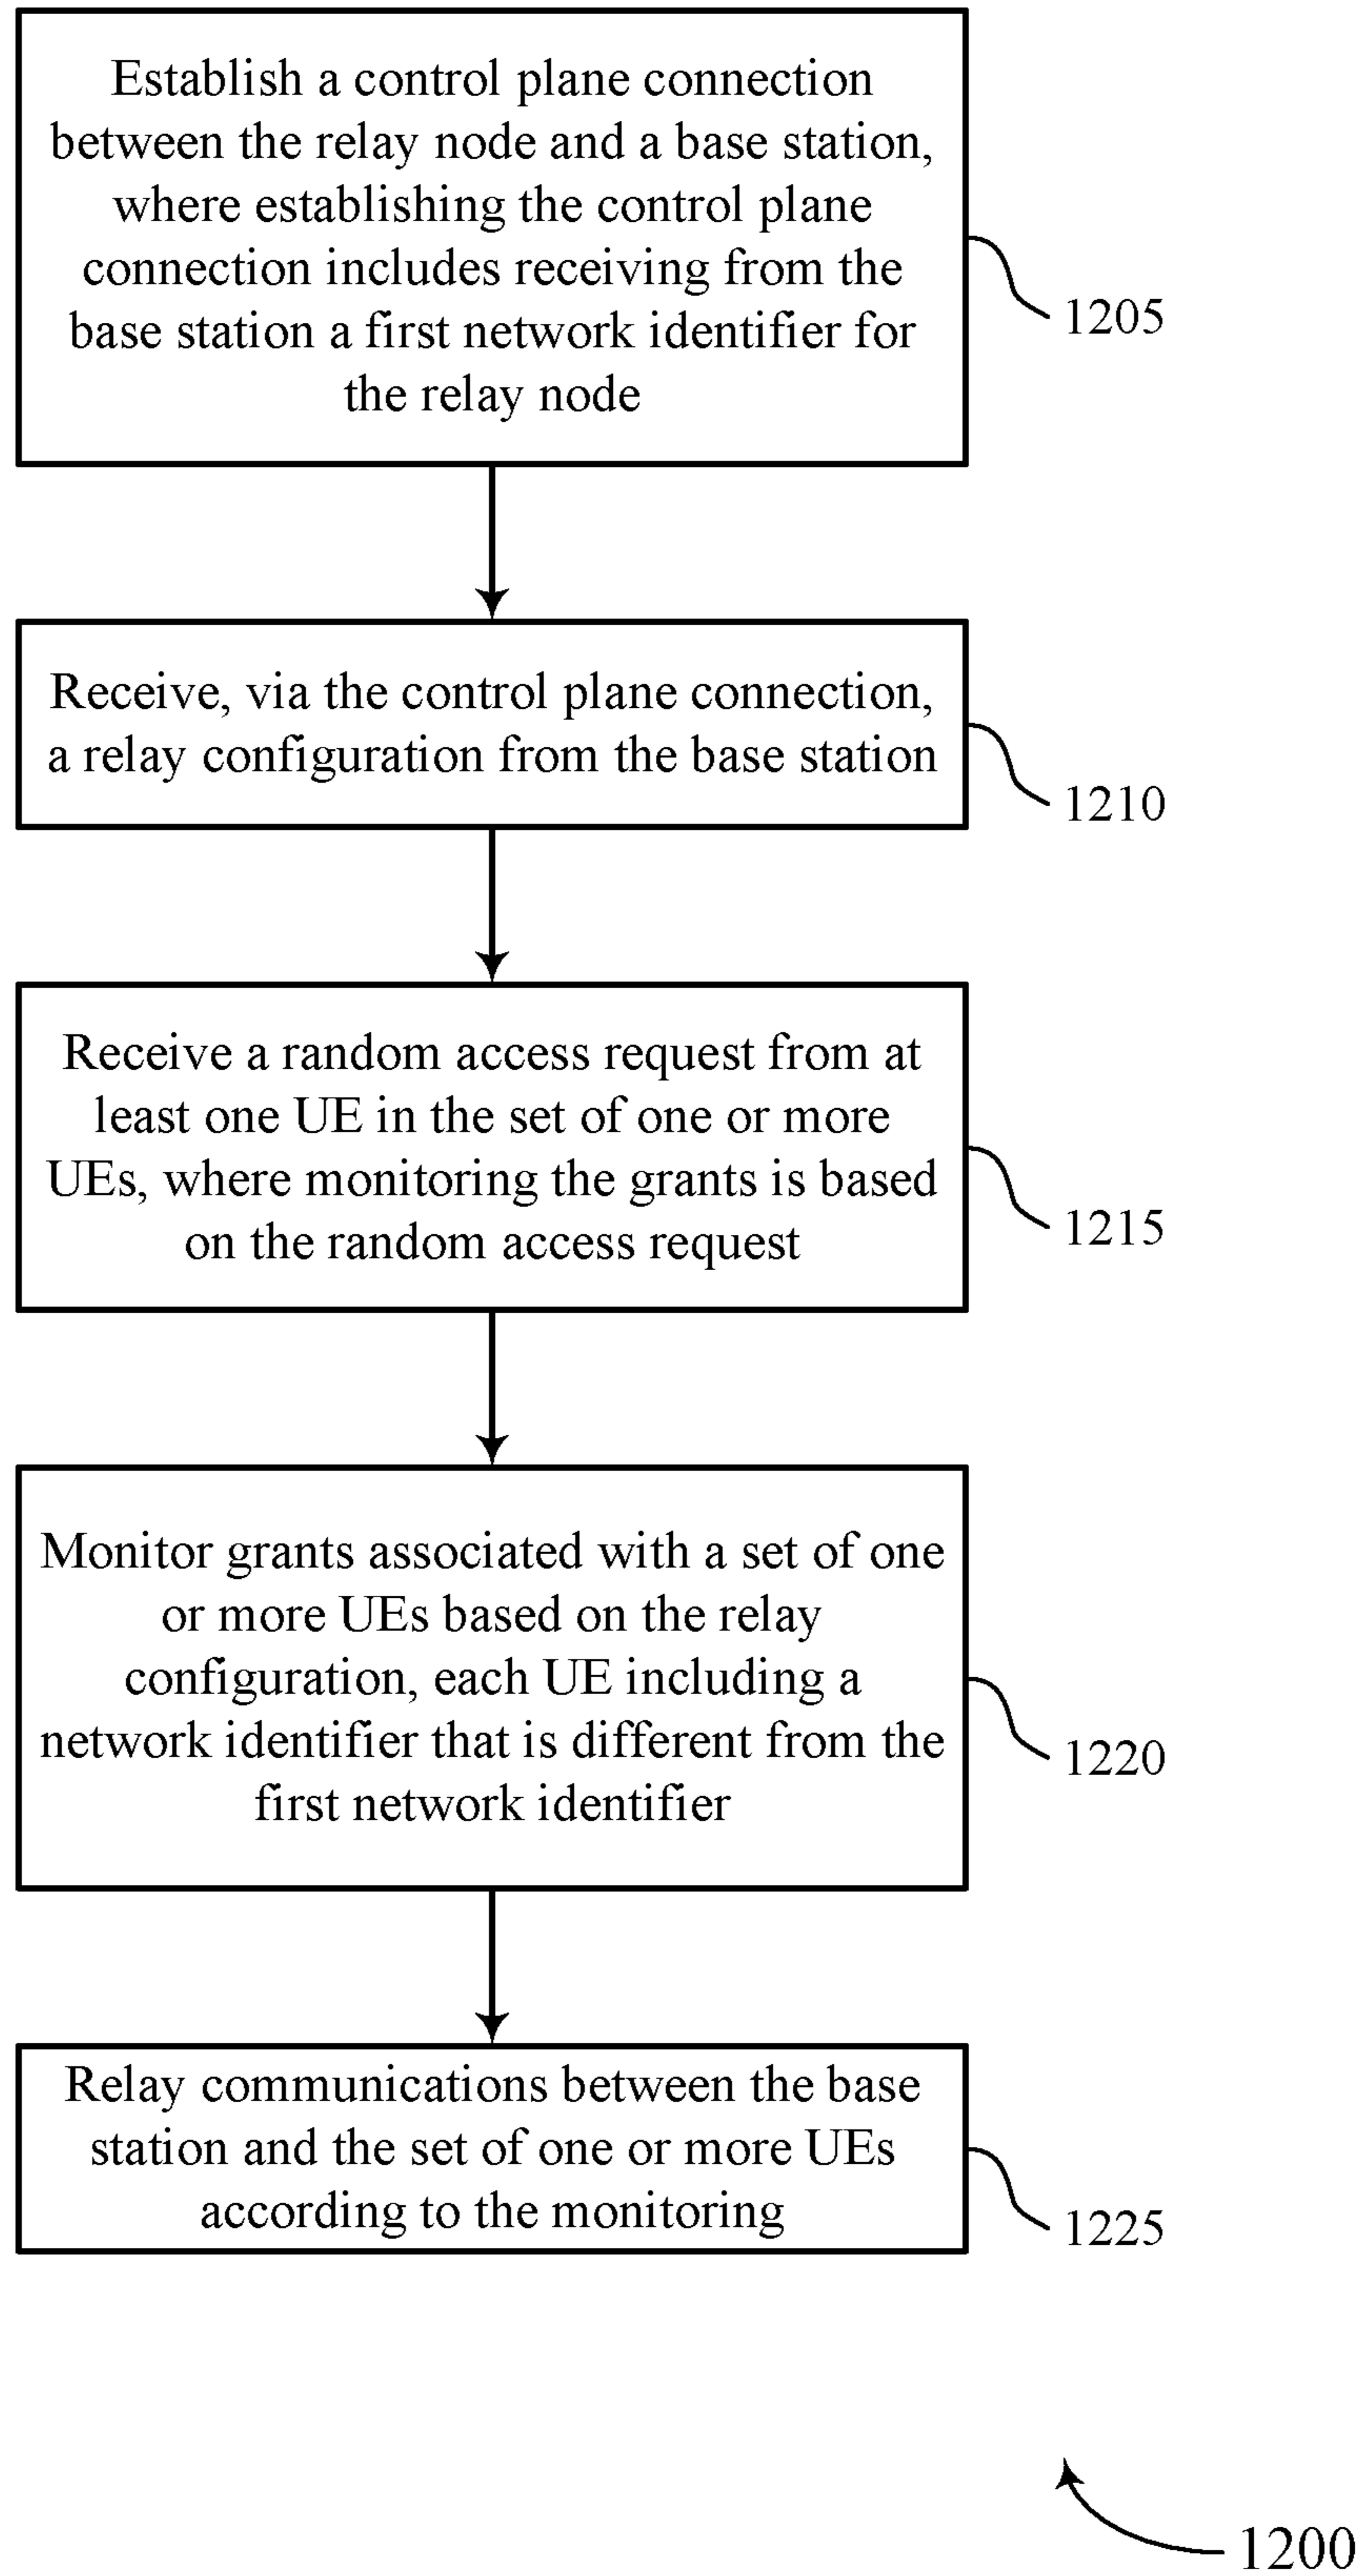 Establish a control plane connection
between the relay node and a base station,
where establishing the control plane
connection includes receiving from the
base station a first network identifier for
the relay node
1205
Receive, via the control plane connection,
a relay configuration from the base station
1210
Receive a random access request from at
least one UE in the set of one or more
UEs, where monitoring the grants is based
on the random access request
1215
Monitor grants associated with a set of one
or more UEs based on the relay
configuration, each UE including a
network identifier that is different from the
first network identifier
1220
Relay communications between the base
station and the set of one or more UEs
according to the monitoring
1225
1200